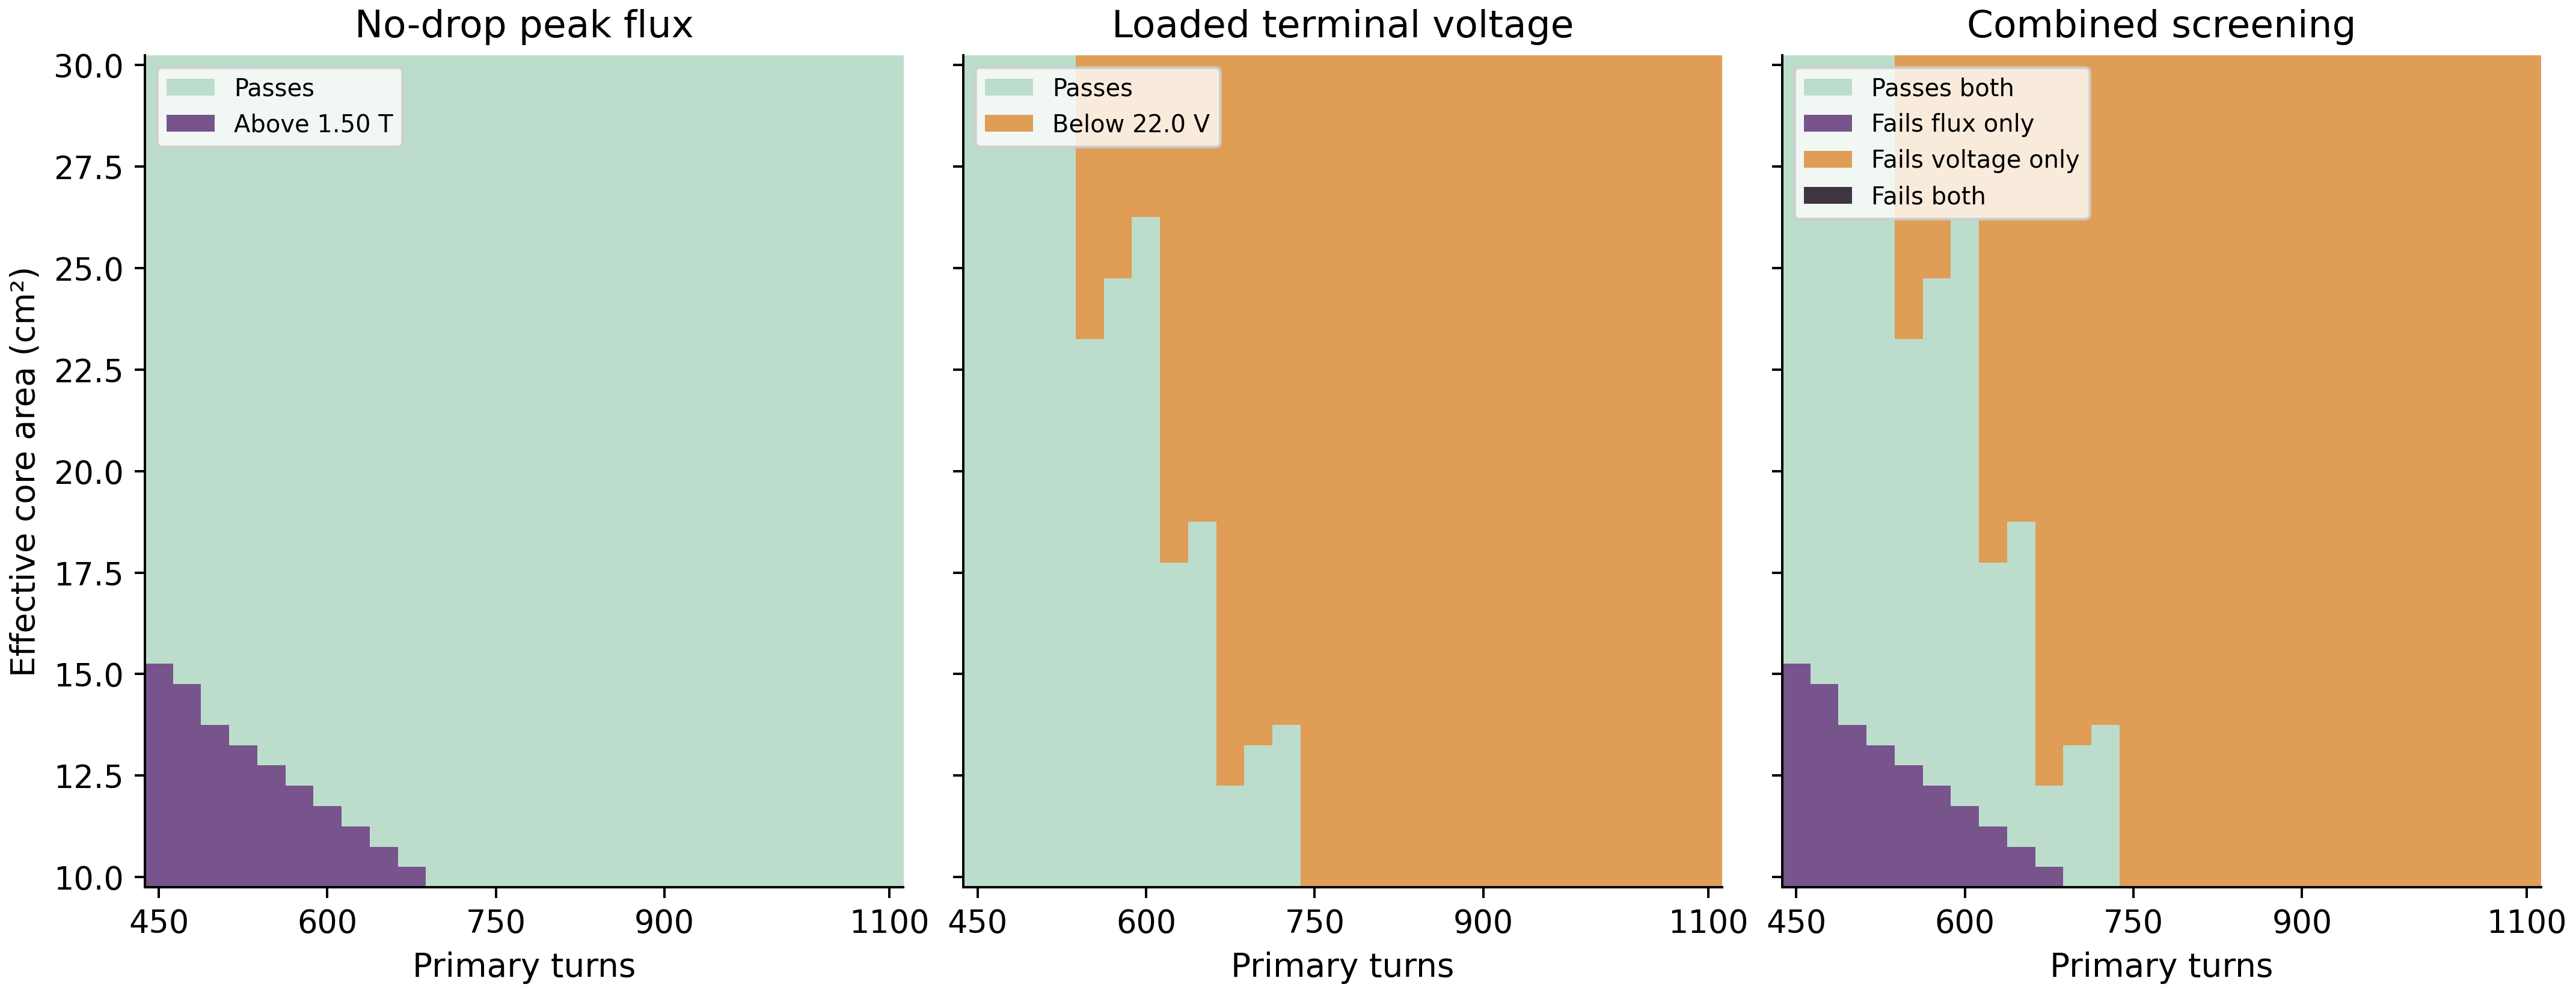 No-drop peak flux
Loaded terminal voltage
Combined screening
Effective core area (cm²)
30.0
27.5
25.0
22.5
20.0
17.5
15.0
12.5
10.0
Passes
Above 1.50 T
450 600 750 900 1100
Primary turns
Passes
Below 22.0 V
450 600 750 900 1100
Primary turns
Passes both
Fails flux only
Fails voltage only
Fails both
450 600 750 900 1100
Primary turns